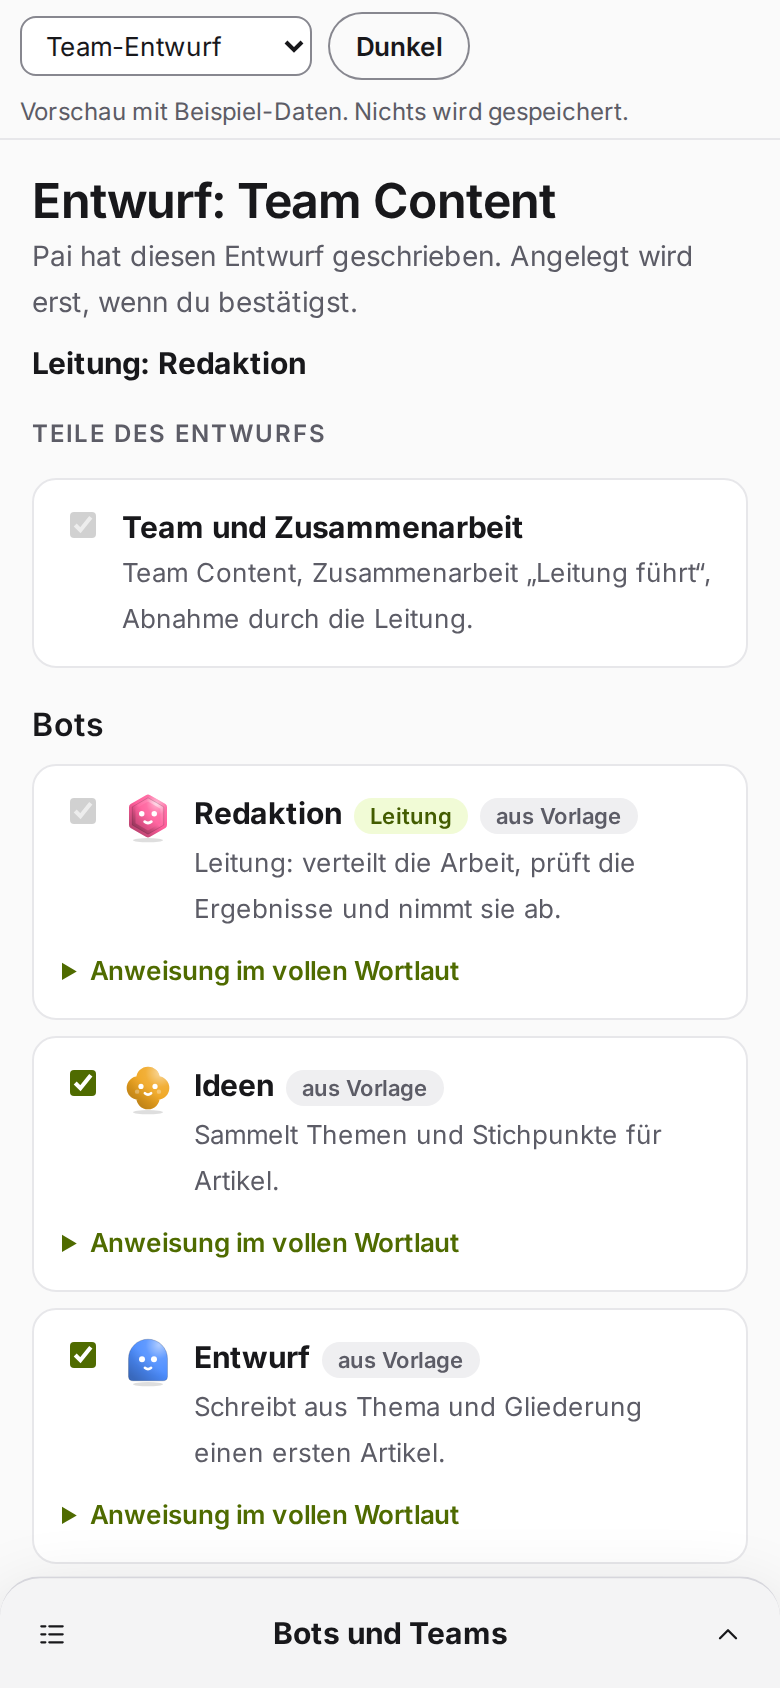 Team-Entwurf
Dunkel
Vorschau mit Beispiel-Daten. Nichts wird gespeichert.
Entwurf: Team Content
Pai hat diesen Entwurf geschrieben. Angelegt wird
erst, wenn du bestätigst.
Leitung: Redaktion
TEILE DES ENTWURFS
Team und Zusammenarbeit
Team Content, Zusammenarbeit „Leitung führt“,
Abnahme durch die Leitung.
Bots
Redaktion Leitung aus Vorlage
Leitung: verteilt die Arbeit, prüft die
Ergebnisse und nimmt sie ab.
Anweisung im vollen Wortlaut
Ideen aus Vorlage
Sammelt Themen und Stichpunkte für
Artikel.
Anweisung im vollen Wortlaut
Entwurf aus Vorlage
Schreibt aus Thema und Gliederung
einen ersten Artikel.
Anweisung im vollen Wortlaut
Bots und Teams